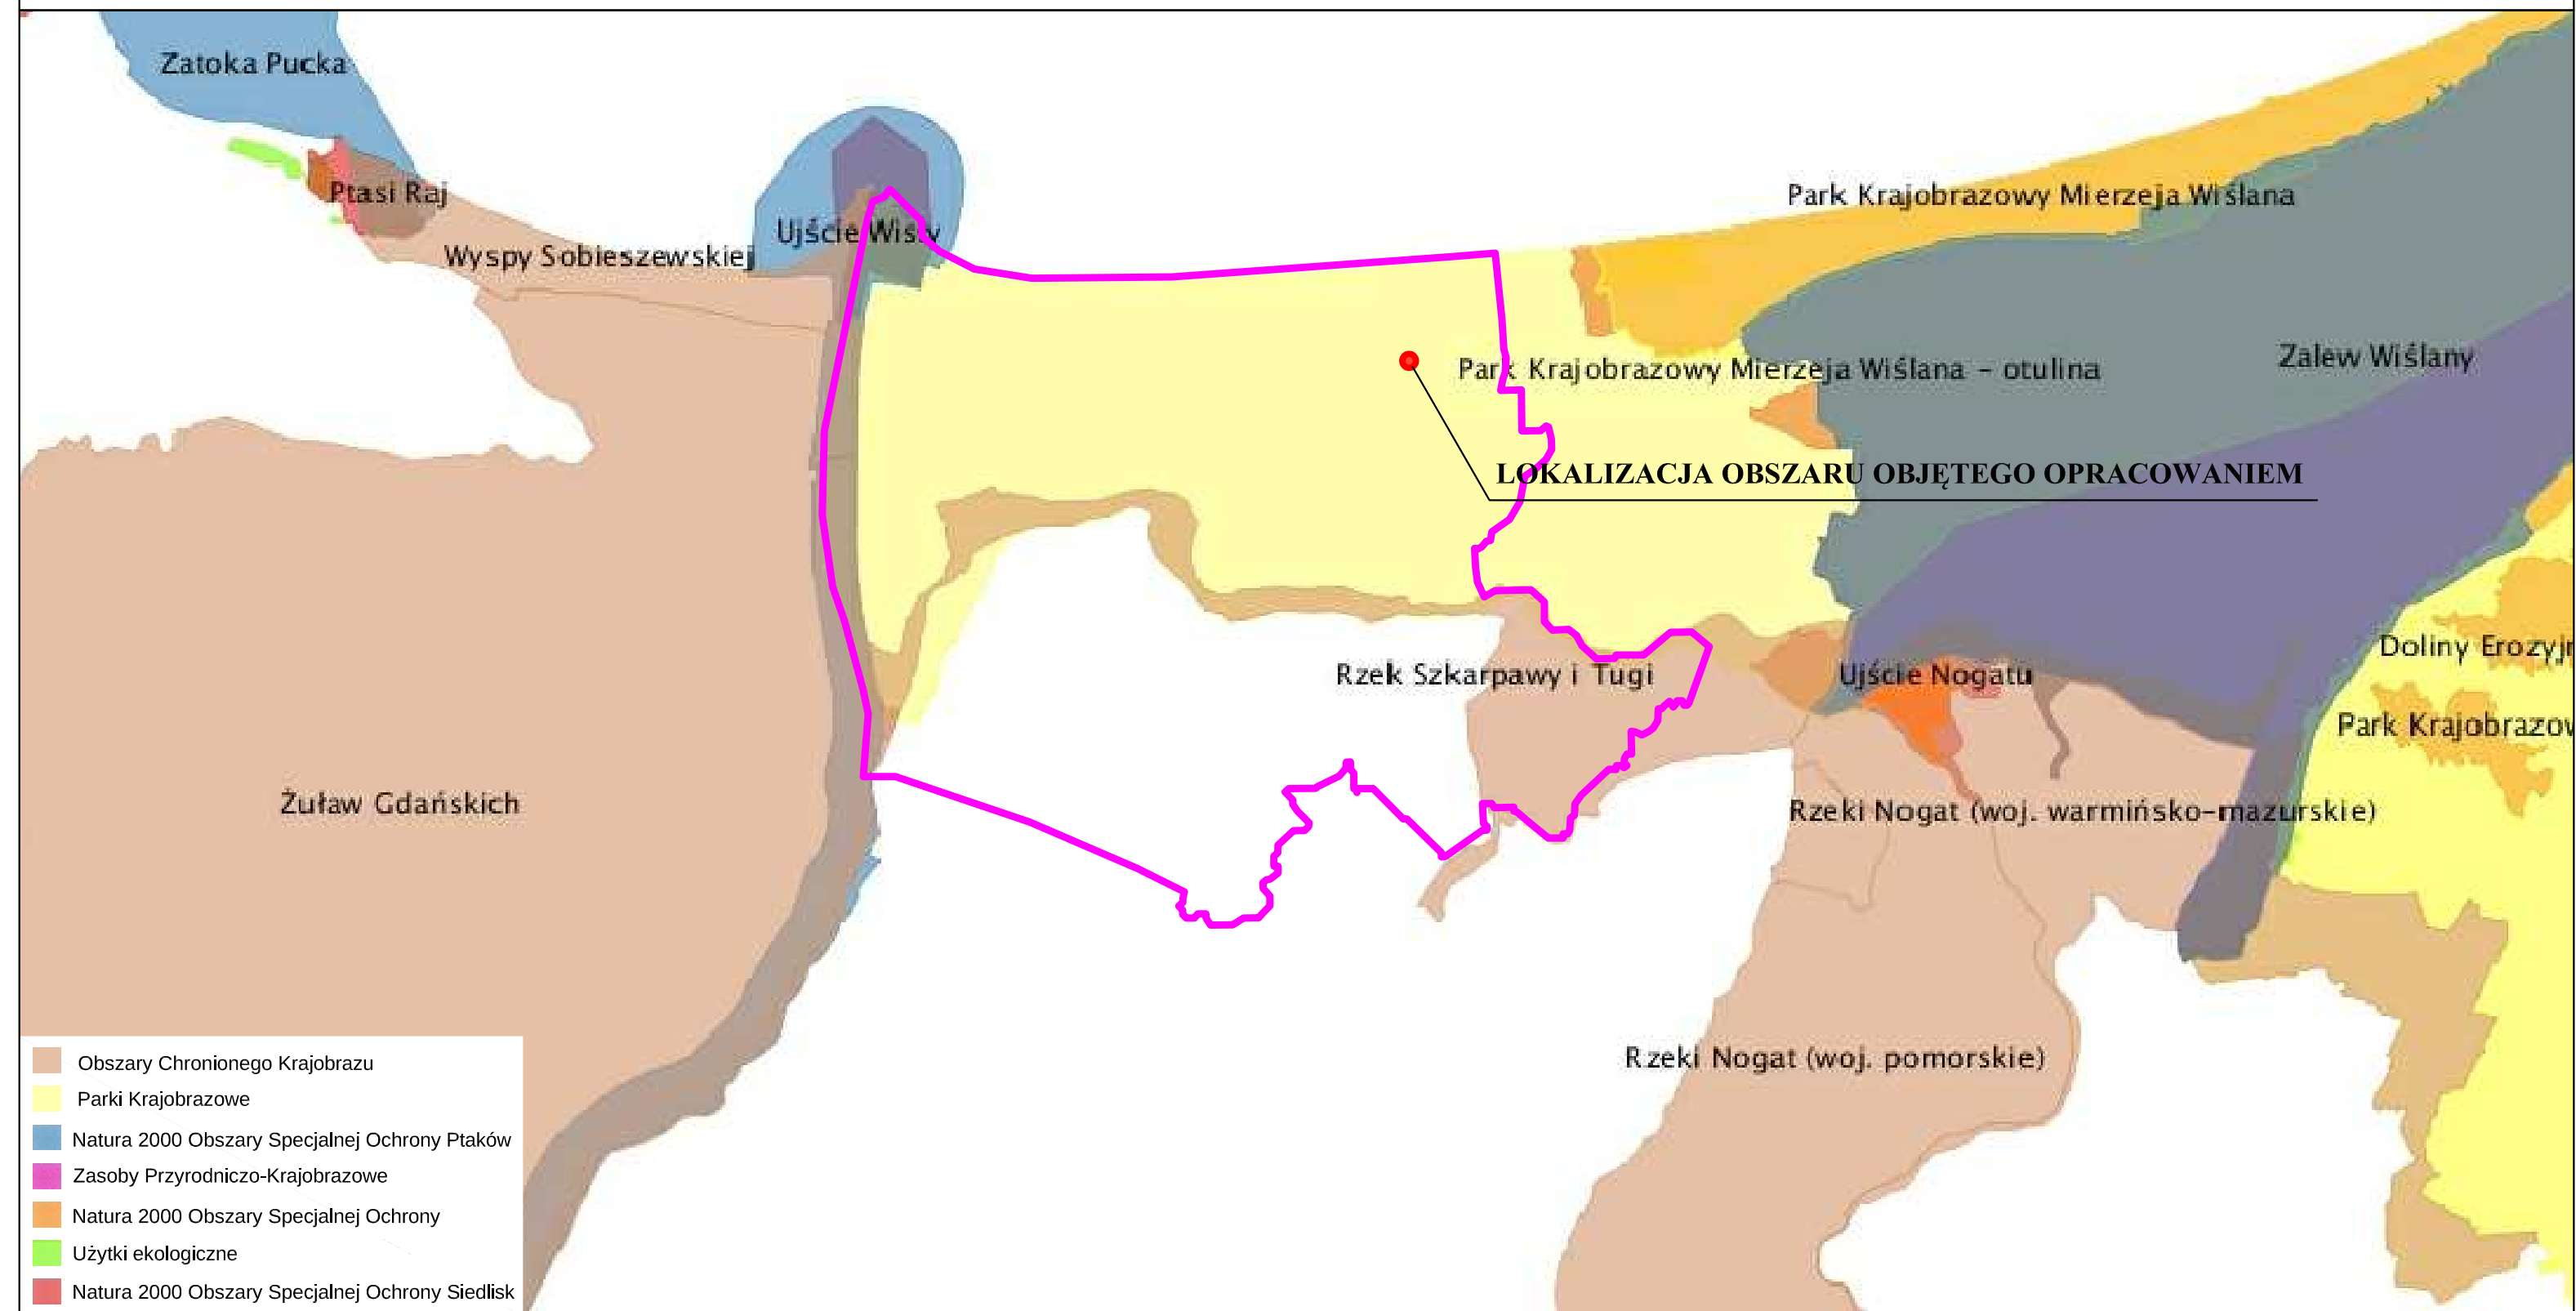 Zatoka Pucka
Ptasi Raj
Park Krajobrazowy Mierzeja Wiślana
Ujście Wisły
Wyspy Sobieszewskiej
Zalew Wiślany
Park Krajobrazowy Mierzeja Wiślana - otulina
LOKALIZACJA OBSZARU OBJĘTEGO OPRACOWANIEM
Doliny Erozyjn
Rzek Szkarpawy i Tugi
Ujście Nogatu
Park Krajobrazow
Żuław Gdańskich
Rzeki Nogat (woj. warmińsko-mazurskie)
Rzeki Nogat (woj. pomorskie)
Obszary Chronionego Krajobrazu
Parki Krajobrazowe
Natura 2000 Obszary Specjalnej Ochrony Ptaków
Zasoby Przyrodniczo-Krajobrazowe
Natura 2000 Obszary Specjalnej Ochrony
Użytki ekologiczne
Natura 2000 Obszary Specjalnej Ochrony Siedlisk